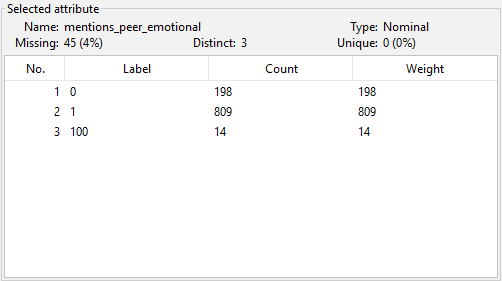 Selected attribute
Name: mentions_peer_emotional Type: Nominal
Missing: 45 (4%) Distinct: 3 Unique: 0 (0%)
No. Label Count Weight
1 0 198 198
2 1 809 809
3 100 14 14